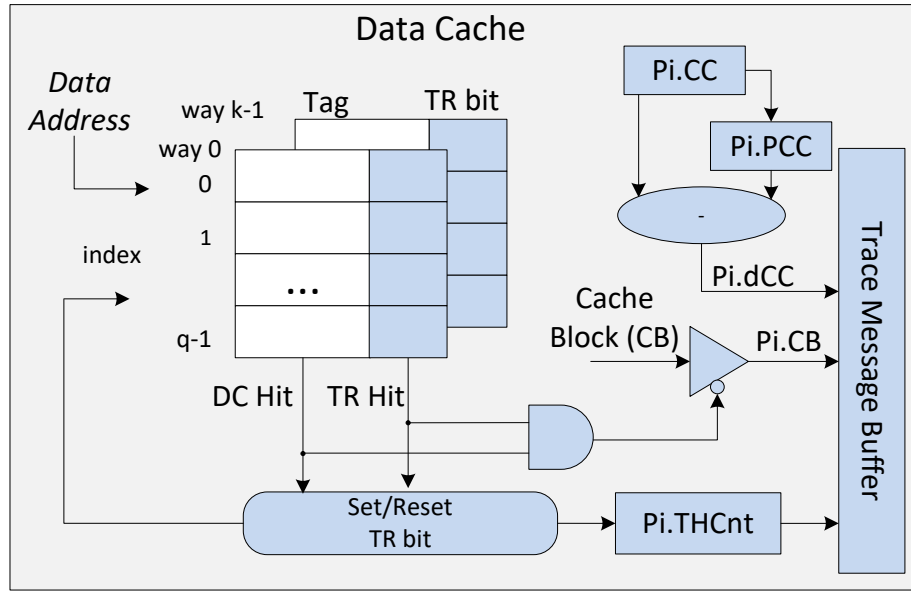 Data Cache
Data
Address
way k-1
Tag
TR bit
way 0
0
1
...
q-1
index
DC Hit
TR Hit
Set/Reset
TR bit
Pi.CC
Pi.PCC
-
Pi.dCC
Cache
Block (CB)
Pi.CB
Pi.THCnt
Trace Message Buffer